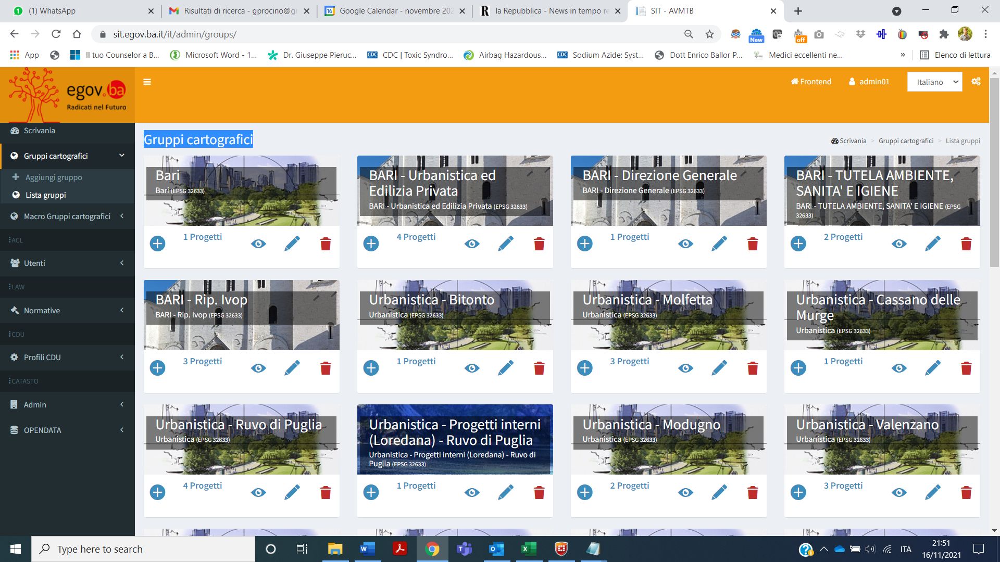 (1) WhatsApp
Risultati di ricerca - gprocino@g
Google Calendar - novembre 202
la Repubblica - News in tempo re
SIT - AVMTB
sit.egov.ba.it/it/admin/groups/
New
off
App
Il tuo Counselor a B...
Microsoft Word - 1...
Dr. Giuseppe Pieruc...
CDC | Toxic Syndro...
Airbag Hazardous...
Sodium Azide: Syst...
Dott Enrico Ballor P...
Medici eccellenti ne...
»
Elenco di lettura
egov.ba
Radicati nel Futuro
Frontend
admin01
Italiano
Scrivania
Gruppi cartografici
Aggiungi gruppo
Lista gruppi
Macro Gruppi cartografici
ACL
Utenti
LAW
Normative
CDU
Profili CDU
CATASTO
Admin
OPENDATA
Gruppi cartografici
Scrivania > Gruppi cartografici > Lista gruppi
Bari
Bari (EPSG 32633)
1 Progetti
BARI - Urbanistica ed
Edilizia Privata
BARI - Urbanistica ed Edilizia Privata (EPSG 32633)
4 Progetti
BARI - Direzione Generale
BARI - Direzione Generale (EPSG 32633)
1 Progetti
BARI - TUTELA AMBIENTE,
SANITA' E IGIENE
BARI - TUTELA AMBIENTE, SANITA' E IGIENE (EPSG
32633)
2 Progetti
BARI - Rip. Ivop
BARI - Rip. Ivop (EPSG 32633)
3 Progetti
Urbanistica - Bitonto
Urbanistica (EPSG 32633)
1 Progetti
Urbanistica - Molfetta
Urbanistica (EPSG 32633)
3 Progetti
Urbanistica - Cassano delle
Murge
Urbanistica (EPSG 32633)
1 Progetti
Urbanistica - Ruvo di Puglia
Urbanistica (EPSG 32633)
4 Progetti
Urbanistica - Progetti interni
(Loredana) - Ruvo di Puglia
Urbanistica - Progetti interni (Loredana) - Ruvo di
Puglia (EPSG 32633)
1 Progetti
Urbanistica - Modugno
Urbanistica (EPSG 32633)
2 Progetti
Urbanistica - Valenzano
Urbanistica (EPSG 32633)
3 Progetti
Type here to search
ITA
21:51
16/11/2021